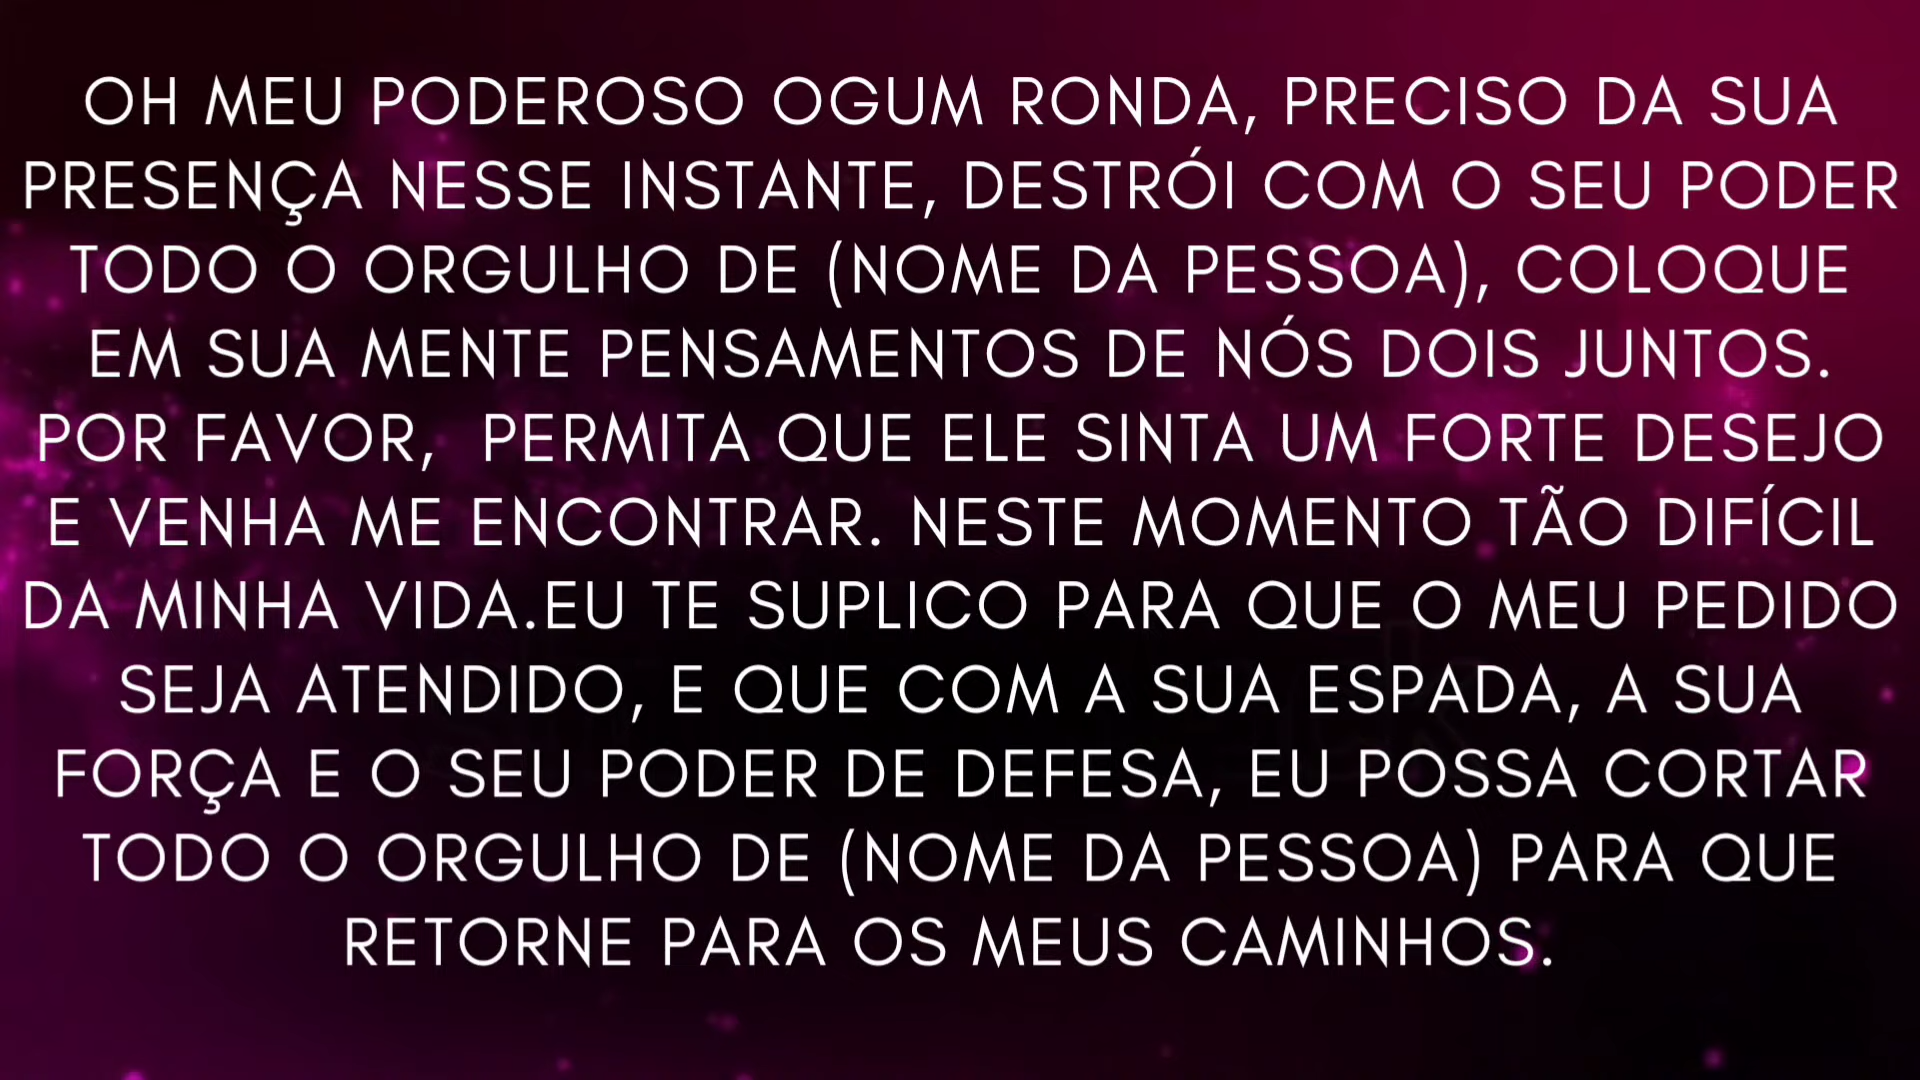 OH MEU PODEROSO OGUM RONDA, PRECISO DA SUA
PRESENÇA NESSE INSTANTE, DESTRÓI COM O SEU PODER
TODO O ORGULHO DE (NOME DA PESSOA), COLOQUE
EM SUA MENTE PENSAMENTOS DE NÓS DOIS JUNTOS.
POR FAVOR, PERMITA QUE ELE SINTA UM FORTE DESEJO
E VENHA ME ENCONTRAR. NESTE MOMENTO TÃO DIFÍCIL
DA MINHA VIDA.EU TE SUPLICO PARA QUE O MEU PEDIDO
SEJA ATENDIDO, E QUE COM A SUA ESPADA, A SUA
FORÇA E O SEU PODER DE DEFESA, EU POSSA CORTAR
TODO O ORGULHO DE (NOME DA PESSOA) PARA QUE
RETORNE PARA OS MEUS CAMINHOS.